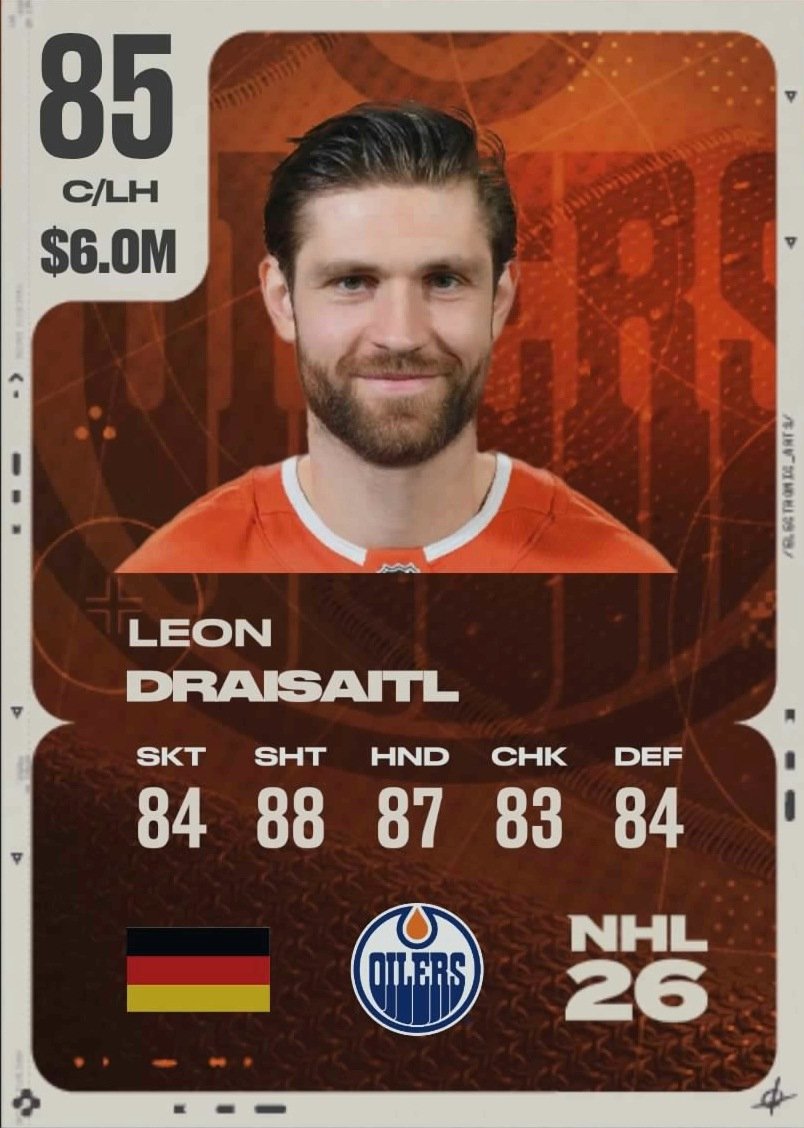 85
C/LH
$6.0M
LEON
DRAISAITL
SKT SHT HND CHK DEF
84 88 87 83 84
OILERS
NHL
26
/ELECTRONIC_ARTS/